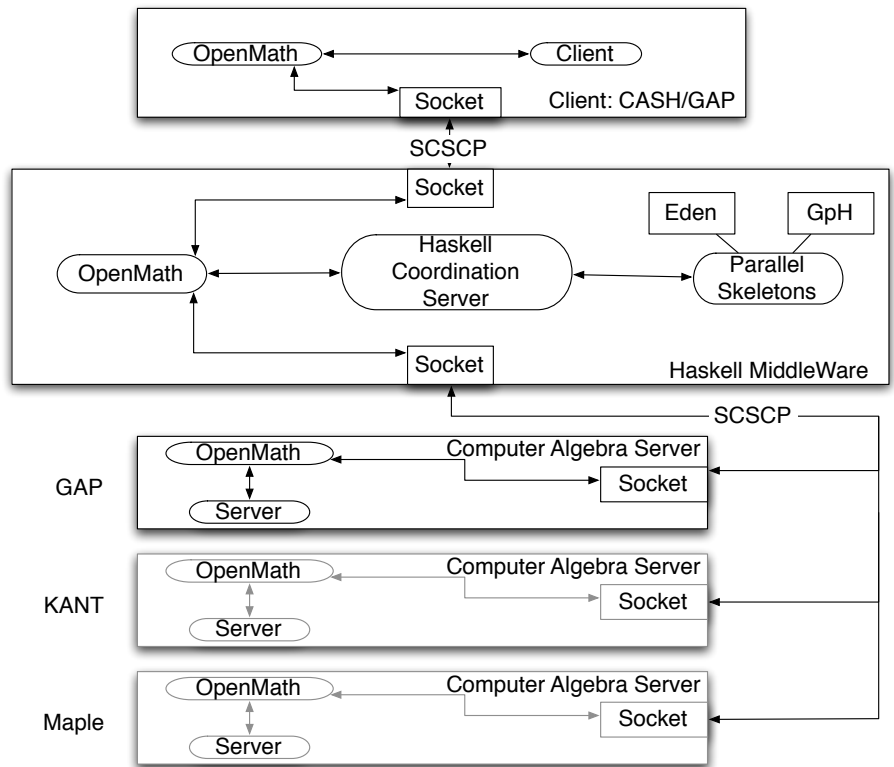 OpenMath
Client
Socket
Client: CASH/GAP
SCSCP
Socket
Eden
GpH
OpenMath
Haskell
Coordination
Server
Parallel
Skeletons
Socket
Haskell MiddleWare
SCSCP
OpenMath
Computer Algebra Server
GAP
Socket
Server
OpenMath
Computer Algebra Server
KANT
Socket
Server
OpenMath
Computer Algebra Server
Maple
Socket
Server